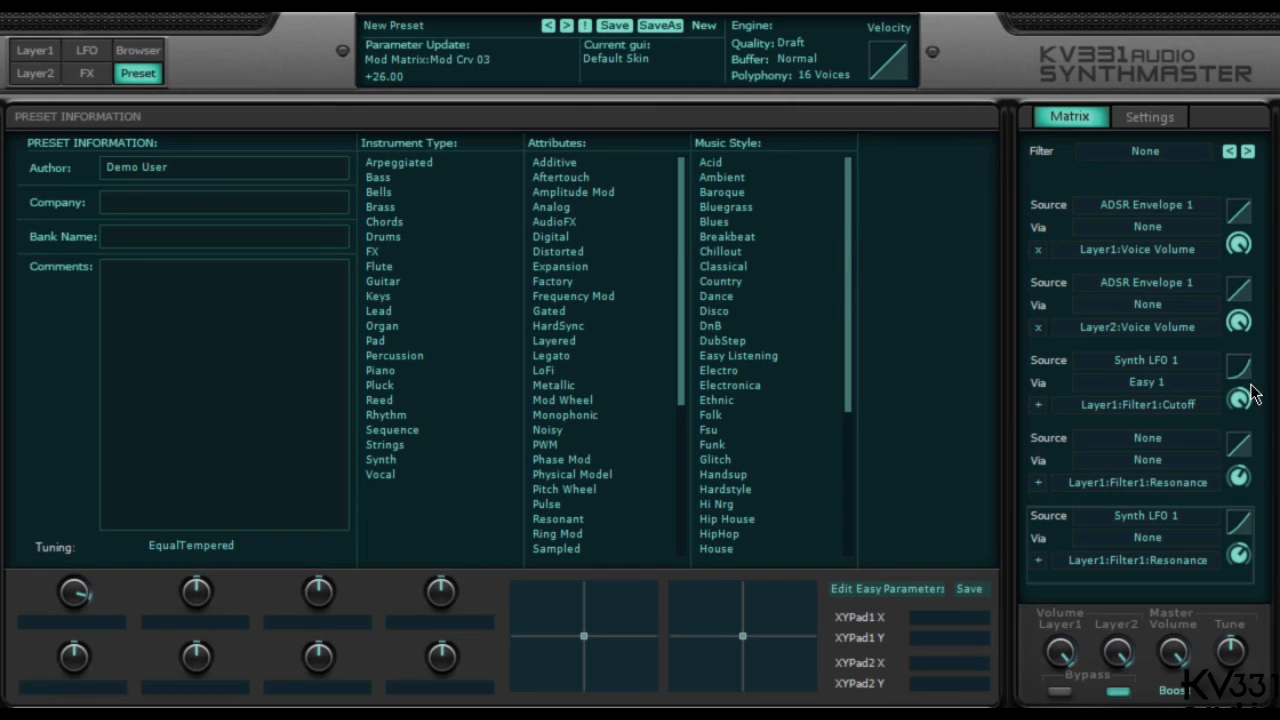 Layer1 LFO Browser
Layer2 FX Preset
New Preset < > ! Save SaveAs New
Parameter Update:
Mod Matrix:Mod Crv 03
+26.00
Current gui:
Default Skin
Engine:
Quality: Draft
Buffer: Normal
Polyphony: 16 Voices
Velocity
KV331 AUDIO
SYNTHMASTER
PRESET INFORMATION
PRESET INFORMATION:
Author: Demo User
Company:
Bank Name:
Comments:
Tuning: EqualTempered
Instrument Type:
Arpeggiated
Bass
Bells
Brass
Chords
Drums
FX
Flute
Guitar
Keys
Lead
Organ
Pad
Percussion
Piano
Pluck
Reed
Rhythm
Sequence
Strings
Synth
Vocal
Attributes:
Additive
Aftertouch
Amplitude Mod
Analog
AudioFX
Digital
Distorted
Expansion
Factory
Frequency Mod
Gated
HardSync
Layered
Legato
LoFi
Metallic
Mod Wheel
Monophonic
Noisy
PWM
Phase Mod
Physical Model
Pitch Wheel
Pulse
Resonant
Ring Mod
Sampled
Music Style:
Acid
Ambient
Baroque
Bluegrass
Blues
Breakbeat
Chillout
Classical
Country
Dance
Disco
DnB
DubStep
Easy Listening
Electro
Electronica
Ethnic
Folk
Fsu
Funk
Glitch
Handsup
Hardstyle
Hi Nrg
Hip House
HipHop
House
Matrix Settings
Filter None < >
Source ADSR Envelope 1
Via None
x Layer1:Voice Volume
Source ADSR Envelope 1
Via None
x Layer2:Voice Volume
Source Synth LFO 1
Via Easy 1
+ Layer1:Filter1:Cutoff
Source None
Via None
+ Layer1:Filter1:Resonance
Source Synth LFO 1
Via None
+ Layer1:Filter1:Resonance
Edit Easy Parameters Save
XYPad1 X
XYPad1 Y
XYPad2 X
XYPad2 Y
Volume Master
Layer1 Layer2 Volume Tune
Bypass
Boost
KV331